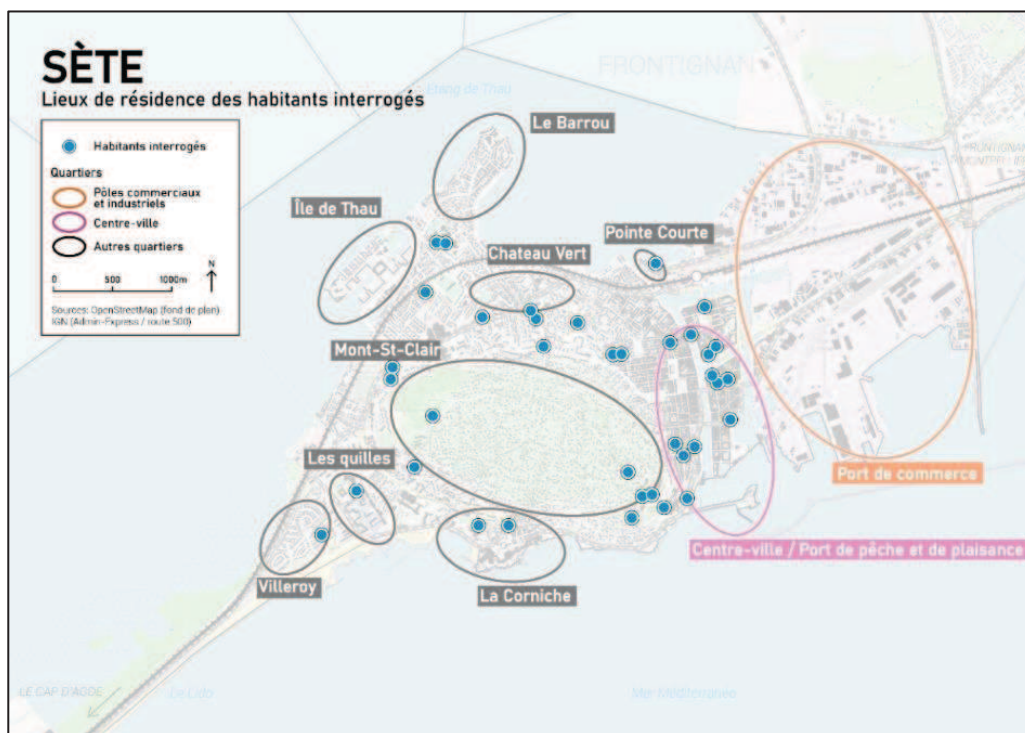 SÈTE
Lieux de résidence des habitants interrogés
Habitants interrogés
Quartiers
Pôles commerciaux
et industriels
Centre-ville
Autres quartiers
0 500 1000m
N
Sources: OpenStreetMap (fond de plan)
IGN (Admin-Express / route 500)
FRONTIGNAN
Etang de Thau
Le Barrou
FRONTIGNAN
Île de Thau
Pointe Courte
Chateau Vert
Mont-St-Clair
Les quilles
Port de commerce
Centre-ville / Port de pêche et de plaisance
Villeroy
La Corniche
LE CAP D'AGDE
Mer Méditerranée